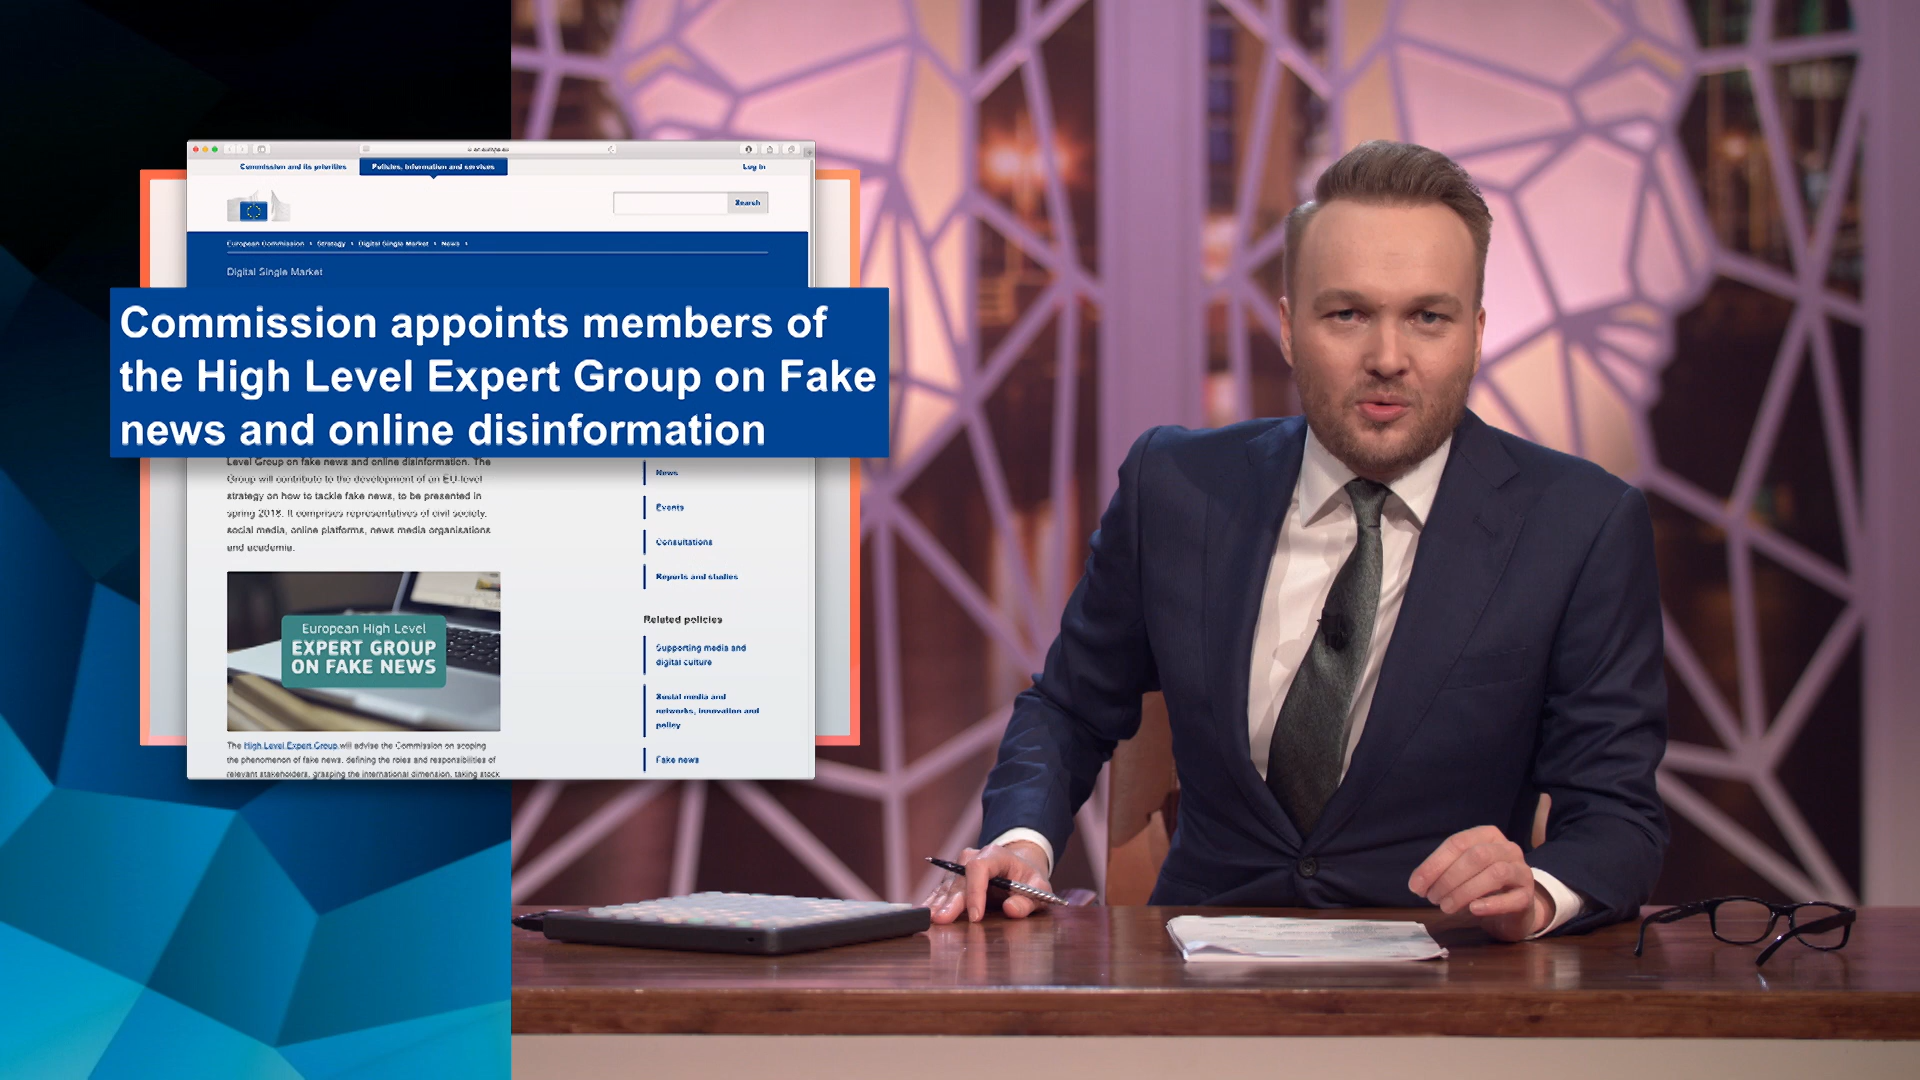 Commission and its priorities
Policies, information and services
Log in
Search
European Commission › Strategy › Digital Single Market › News ›
Digital Single Market
Commission appoints members of
the High Level Expert Group on Fake
news and online disinformation
Level Group on fake news and online disinformation. The
Group will contribute to the development of an EU-level
strategy on how to tackle fake news, to be presented in
spring 2018. It comprises representatives of civil society,
social media, online platforms, news media organisations
and academia.
European High Level
EXPERT GROUP
ON FAKE NEWS
The High Level Expert Group will advise the Commission on scoping
the phenomenon of fake news, defining the roles and responsibilities of
relevant stakeholders, grasping the international dimension, taking stock
News
Events
Consultations
Reports and studies
Related policies
Supporting media and
digital culture
Social media and
networks, innovation and
policy
Fake news